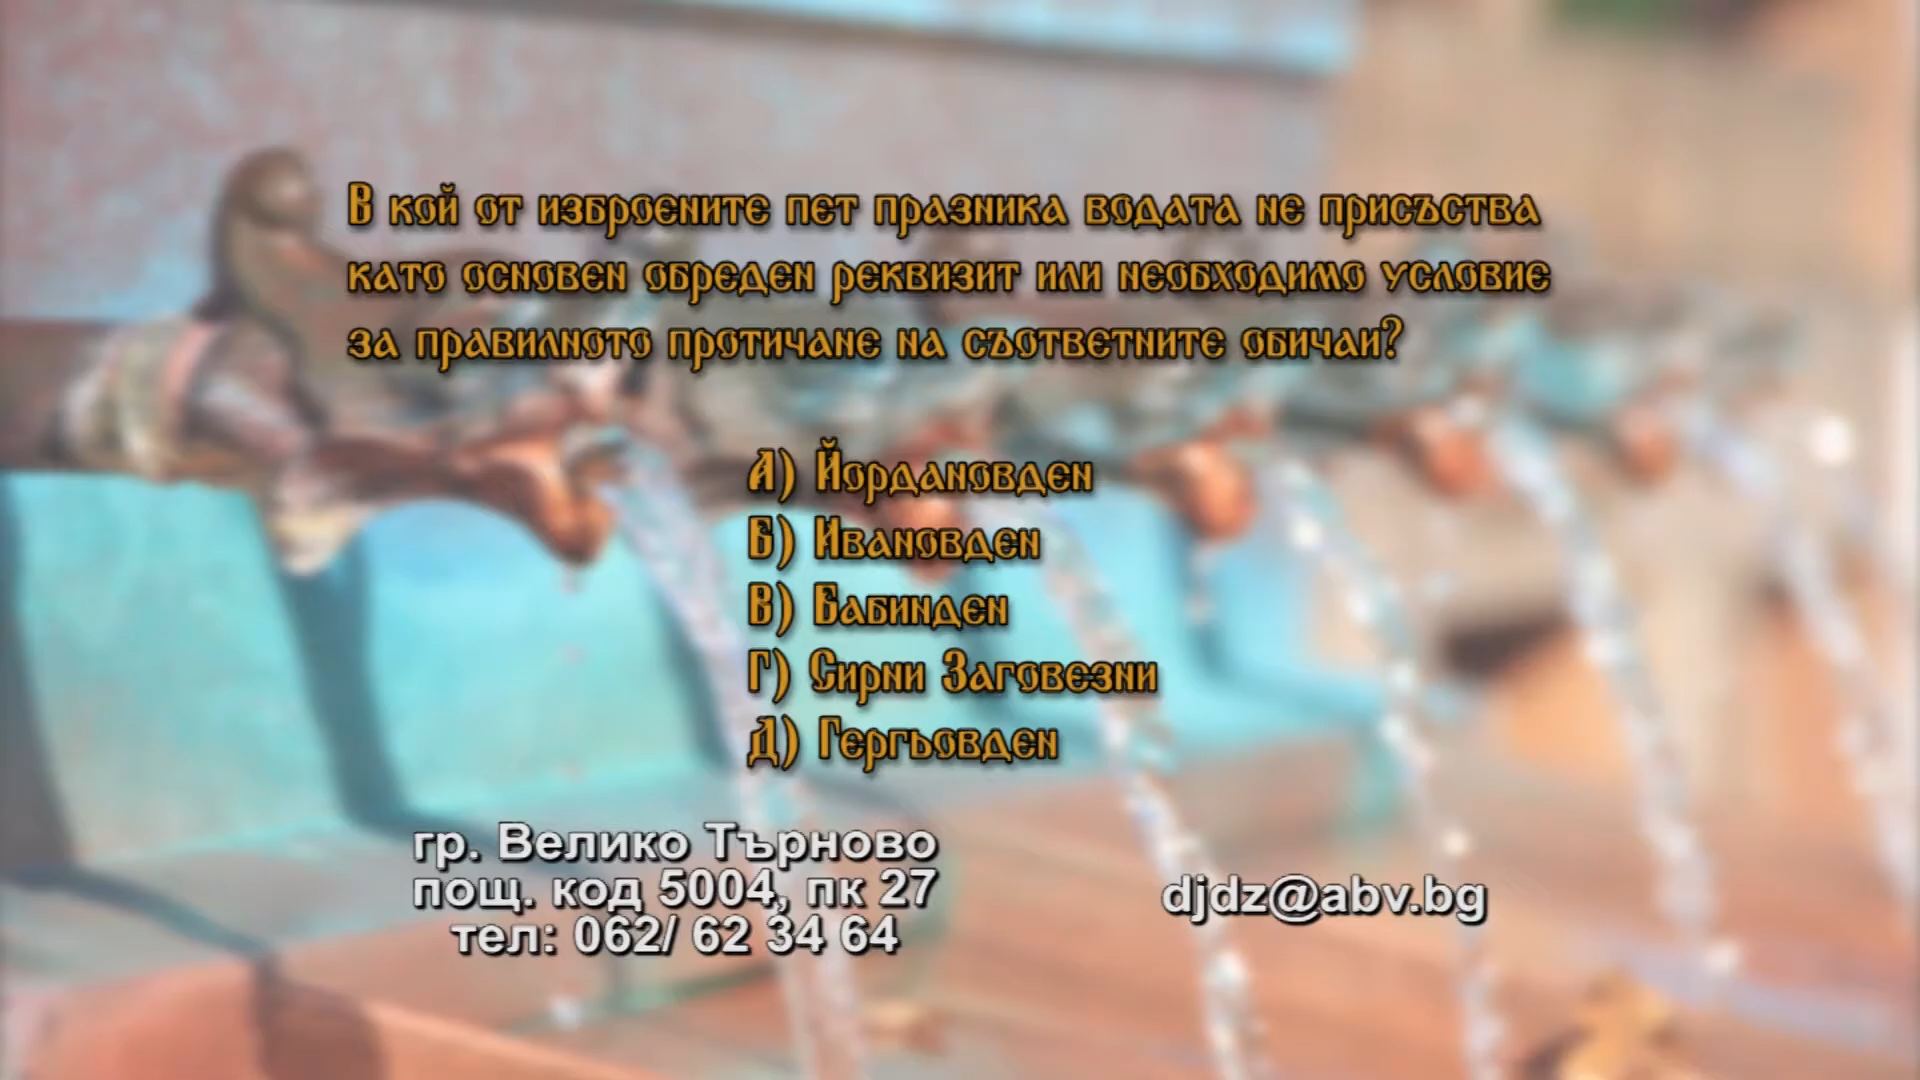 В кой от изброените пет празника водата не присъства
като основен обреден реквизит или необходимо условие
за правилното протичане на съответните обичаи?
А) Йордановден
Б) Ивановден
В) Бабинден
Г) Сирни Заговезни
Д) Гергьовден
гр. Велико Търново
пощ. код 5004, пк 27
тел: 062/ 62 34 64
djdz@abv.bg